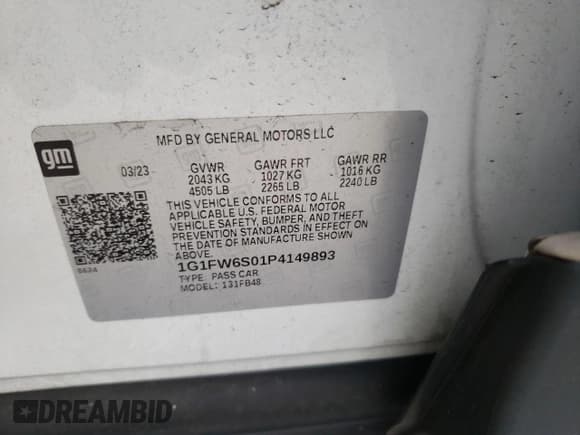 MFD BY GENERAL MOTORS LLC
gm
03/23 GVWR GAWR FRT GAWR RR
2043 KG 1027 KG 1016 KG
4505 LB 2265 LB 2240 LB
THIS VEHICLE CONFORMS TO ALL
APPLICABLE U.S. FEDERAL MOTOR
VEHICLE SAFETY, BUMPER, AND THEFT
PREVENTION STANDARDS IN EFFECT ON
THE DATE OF MANUFACTURE SHOWN
ABOVE.
1G1FW6S01P4149893
TYPE: PASS CAR
MODEL: 131FB48
DREAMBID